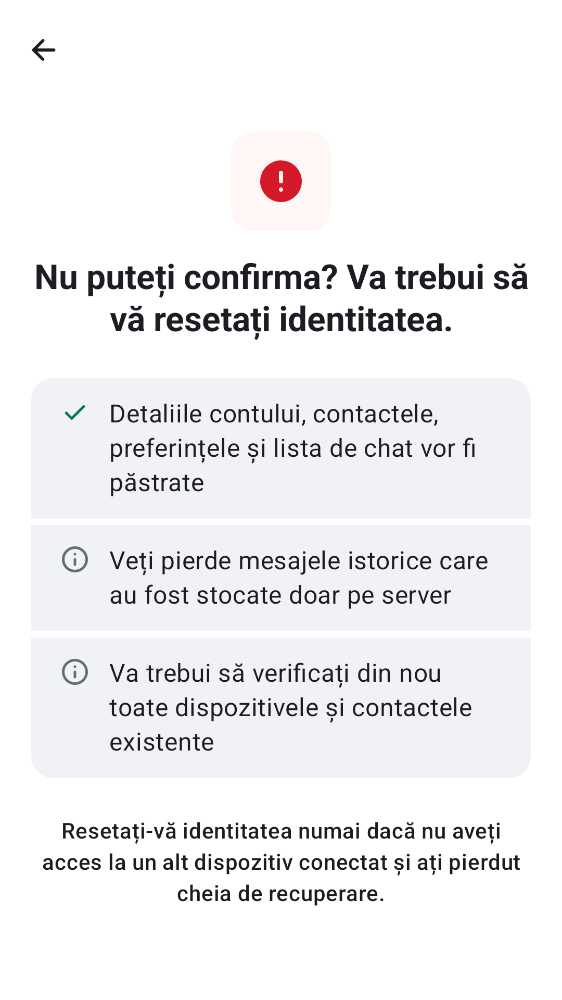 Nu puteți confirma? Va trebui să
vă resetați identitatea.
Detaliile contului, contactele,
preferințele și lista de chat vor fi
păstrate
Veți pierde mesajele istorice care
au fost stocate doar pe server
Va trebui să verificați din nou
toate dispozitivele și contactele
existente
Resetați-vă identitatea numai dacă nu aveți
acces la un alt dispozitiv conectat și ați pierdut
cheia de recuperare.